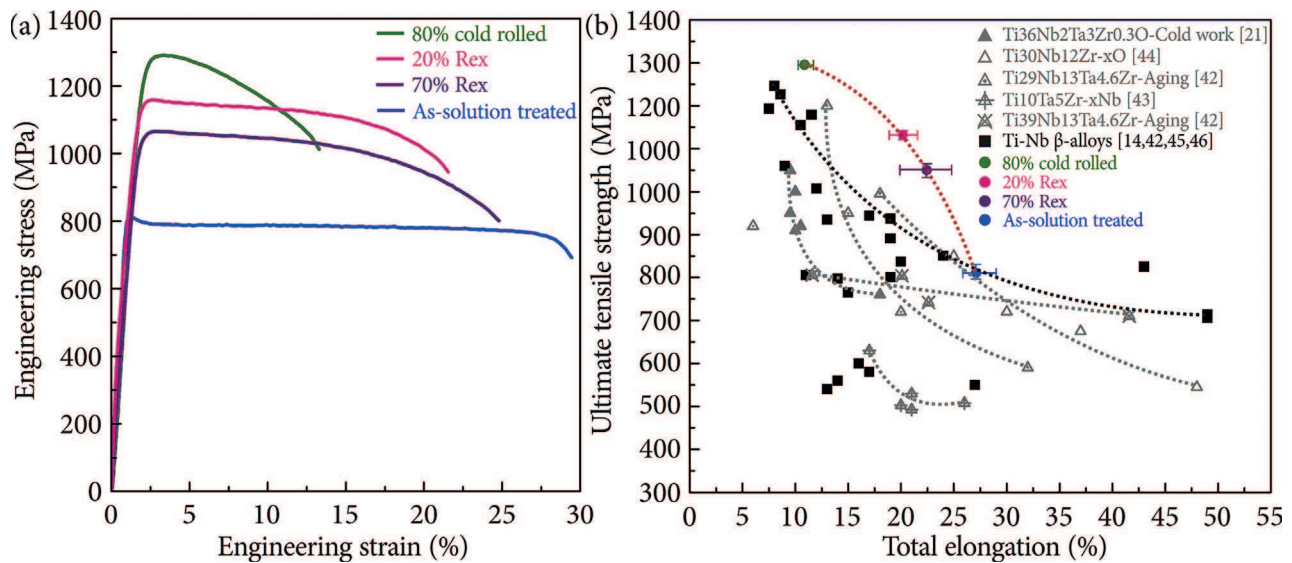 (a)
1400
1200
1000
800
600
400
200
0
Engineering stress (MPa)
80% cold rolled
20% Rex
70% Rex
As-solution treated
0 5 10 15 20 25 30
Engineering strain (%)
(b)
1400
1300
1200
1100
1000
900
800
700
600
500
400
300
Ultimate tensile strength (MPa)
Ti36Nb2Ta3Zr0.3O-Cold work [21]
Ti30Nb12Zr-xO [44]
Ti29Nb13Ta4.6Zr-Aging [42]
Ti10Ta5Zr-xNb [43]
Ti39Nb13Ta4.6Zr-Aging [42]
Ti-Nb β-alloys [14,42,45,46]
80% cold rolled
20% Rex
70% Rex
As-solution treated
0 5 10 15 20 25 30 35 40 45 50 55
Total elongation (%)